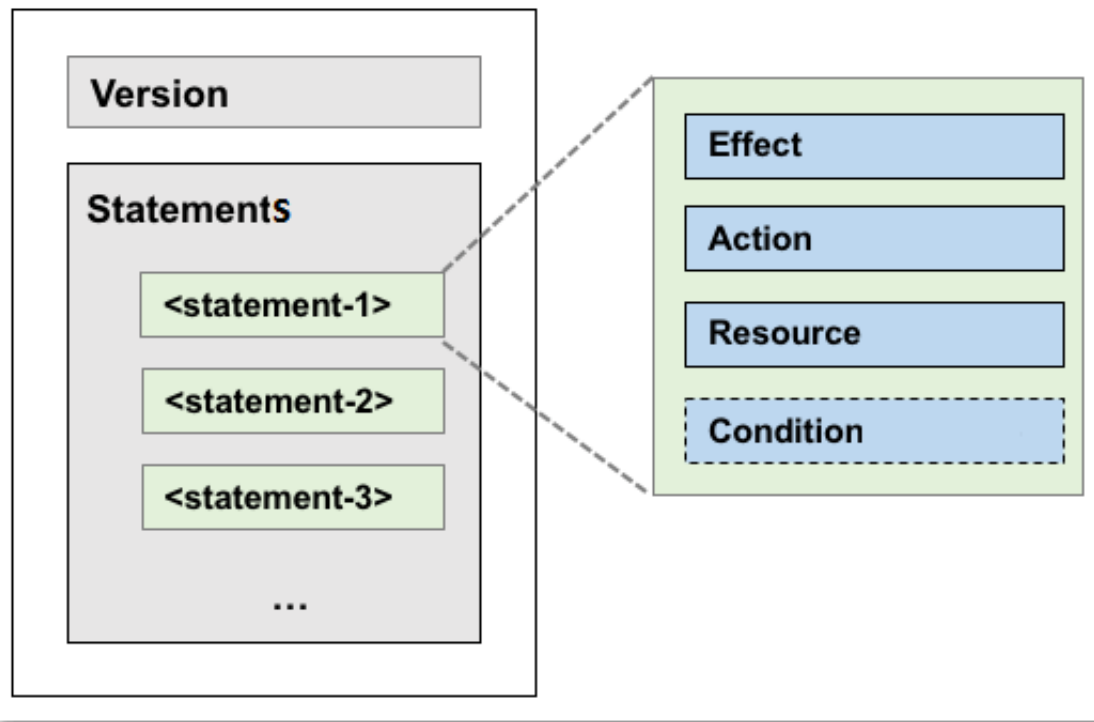 Version
Statements
<statement-1>
<statement-2>
<statement-3>
...
Effect
Action
Resource
Condition